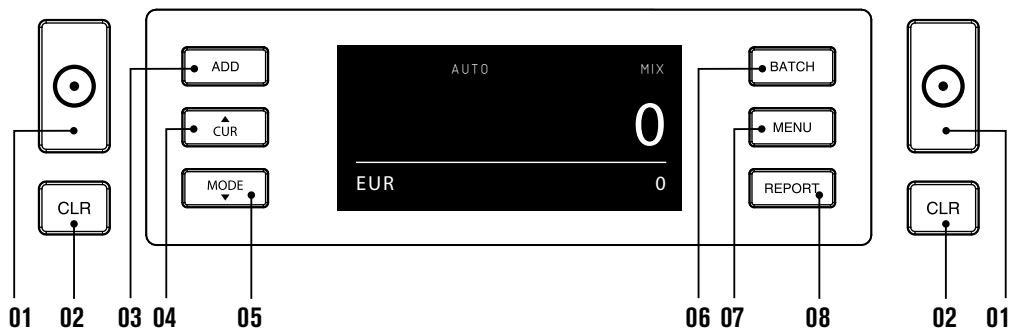 ADD
CUR
MODE
CLR
AUTO MIX
0
EUR 0
BATCH
MENU
REPORT
CLR
01 02 03 04 05 06 07 08 02 01